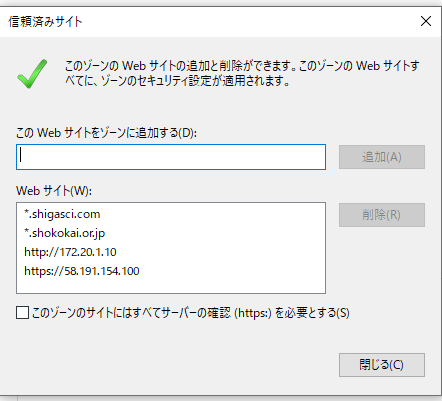 信頼済みサイト
このゾーンの Web サイトの追加と削除ができます。このゾーンの Web サイトす
べてに、ゾーンのセキュリティ設定が適用されます。
この Web サイトをゾーンに追加する(D):
追加(A)
Web サイト(W):
*.shigasci.com
*.shokokai.or.jp
http://172.20.1.10
https://58.191.154.100
削除(R)
このゾーンのサイトにはすべてサーバーの確認 (https:) を必要とする(S)
閉じる(C)